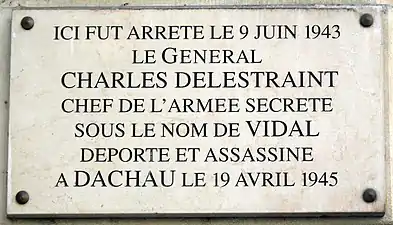 ICI FUT ARRETE LE 9 JUIN 1943
LE GENERAL
CHARLES DELESTRAINT
CHEF DE L'ARMEE SECRETE
SOUS LE NOM DE VIDAL
DEPORTE ET ASSASSINE
A DACHAU LE 19 AVRIL 1945